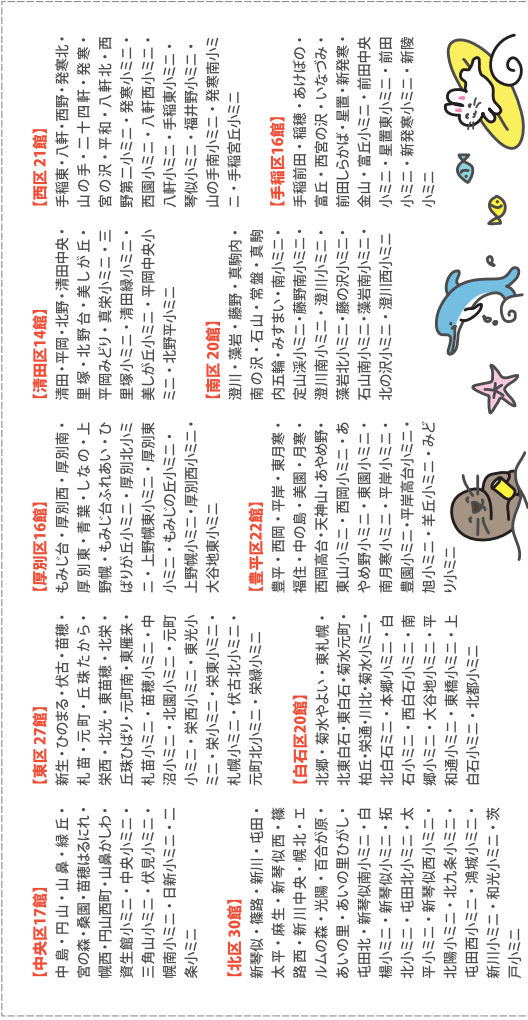 【中央区17館】
中島・円山・山鼻・緑丘・
宮の森・桑園・苗穂はるにれ・
幌西・円山西町・山鼻かしわ・
資生館小ミニ・中央小ミニ・
三角山小ミニ・伏見小ミニ・
幌南小ミニ・日新小ミニ・二
条小ミニ
【北区 30館】
新琴似・篠路・新川・屯田・
太平・麻生・新琴似西・篠
路西・新川中央・幌北・エ
ルムの森・光陽・百合が原・
あいの里・あいの里ひがし・
屯田北・新琴似南小ミニ・白
楊小ミニ・新琴似小ミニ・拓
北小ミニ・屯田北小ミニ・太
平小ミニ・新琴似西小ミニ・
北陽小ミニ・北九条小ミニ・
屯田西小ミニ・鴻城小ミニ・
新川小ミニ・和光小ミニ・茨
戸小ミニ
【東区 27館】
新生・ひのまる・伏古・苗穂・
札苗・元町・丘珠たから・
栄西・北光・東苗穂・北栄・
丘珠ひばり・元町南・東雁来・
札苗小ミニ・苗穂小ミニ・中
沼小ミニ・北園小ミニ・元町
小ミニ・栄西小ミニ・東光小
ミニ・栄小ミニ・栄東小ミニ・
札幌小ミニ・伏古北小ミニ・
元町北小ミニ・栄緑小ミニ
【白石区20館】
北郷・菊水やよい・東札幌・
北東白石・東白石・菊水元町・
柏丘・栄通・川北・菊水小ミニ・
北白石ミニ・本郷小ミニ・白
石小ミニ・西白石小ミニ・南
郷小ミニ・大谷地小ミニ・平
和通小ミニ・東橋小ミニ・上
白石小ミニ・北都小ミニ
【厚別区16館】
もみじ台・厚別西・厚別南・
厚別東・青葉・しなの・上
野幌・もみじ台ふれあい・ひ
ばりが丘小ミニ・厚別北小ミ
ニ・上野幌東小ミニ・厚別東
小ミニ・もみじの丘小ミニ・
上野幌小ミニ・厚別西小ミニ・
大谷地東小ミニ
【豊平区22館】
豊平・西岡・平岸・東月寒・
福住・中の島・美園・月寒・
西岡高台・天神山・あやめ野・
東山小ミニ・西岡小ミニ・あ
やめ野小ミニ・東園小ミニ・
南月寒小ミニ・平岸小ミニ・
豊園小ミニ・平岸高台小ミニ・
旭小ミニ・羊丘小ミニ・みど
り小ミニ
【清田区14館】
清田・平岡・北野・清田中央・
里塚・北野台・美しが丘・
平岡みどり・真栄小ミニ・三
里塚小ミニ・清田緑小ミニ・
美しが丘小ミニ・平岡中央小
ミニ・北野平小ミニ
【南区 20館】
澄川・藻岩・藤野・真駒内・
南の沢・石山・常盤・真駒
内五輪・みすまい・南小ミニ・
定山渓小ミニ・藤野南小ミニ・
澄川南小ミニ・澄川小ミニ・
藻岩北小ミニ・藤の沢小ミニ・
石山南小ミニ・藻岩南小ミニ・
北の沢小ミニ・澄川西小ミニ
【西区 21館】
手稲東・八軒・西野・発寒北・
山の手・二十四軒・発寒・
宮の沢・平和・八軒北・西
野第二小ミニ・発寒小ミニ・
西園小ミニ・八軒西小ミニ・
八軒小ミニ・手稲東小ミニ・
琴似小ミニ・福井野小ミニ・
山の手南小ミニ・発寒南小ミ
ニ・手稲宮丘小ミニ
【手稲区16館】
手稲前田・稲穂・あけぼの・
富丘・西宮の沢・いなづみ・
前田しらかば・星置・新発寒・
金山・富丘小ミニ・前田中央
小ミニ・星置東小ミニ・前田
小ミニ・新発寒小ミニ・新陵
小ミニ